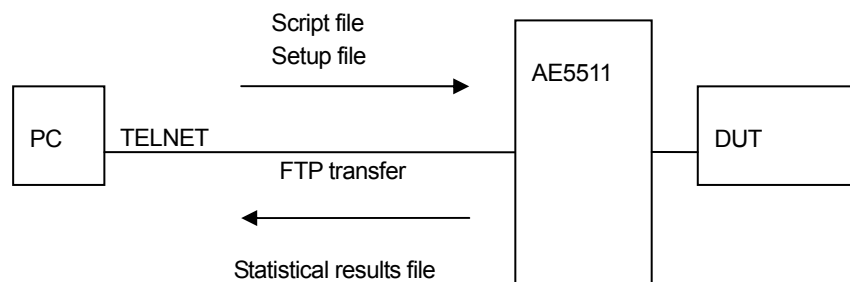 Script file
Setup file
AE5511
PC
TELNET
DUT
FTP transfer
Statistical results file